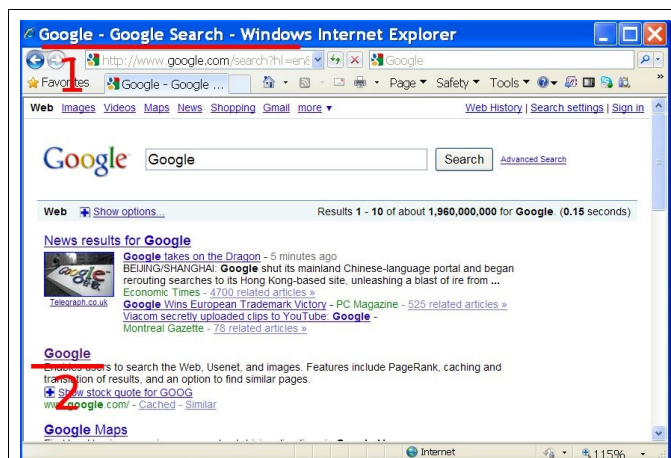 Google - Google Search - Windows Internet Explorer
1
http://www.google.com/search?hl=en& Google
Favorites Google - Google ... Page Safety Tools
Web Images Videos Maps News Shopping Gmail more Web History | Search settings | Sign in
Google Google Search Advanced Search
Web Show options... Results 1 - 10 of about 1,960,000,000 for Google. (0.15 seconds)
News results for Google
Google takes on the Dragon - 5 minutes ago
BEIJING/SHANGHAI: Google shut its mainland Chinese-language portal and began
rerouting searches to its Hong Kong-based site, unleashing a blast of ire from ...
Economic Times - 4700 related articles »
Telegraph.co.uk
Google Wins European Trademark Victory - PC Magazine - 525 related articles »
Viacom secretly uploaded clips to YouTube: Google -
Montreal Gazette - 78 related articles »
Google
Enables users to search the Web, Usenet, and images. Features include PageRank, caching and
translation of results, and an option to find similar pages.
2
Show stock quote for GOOG
www.google.com/ - Cached - Similar
Google Maps
Internet 115%